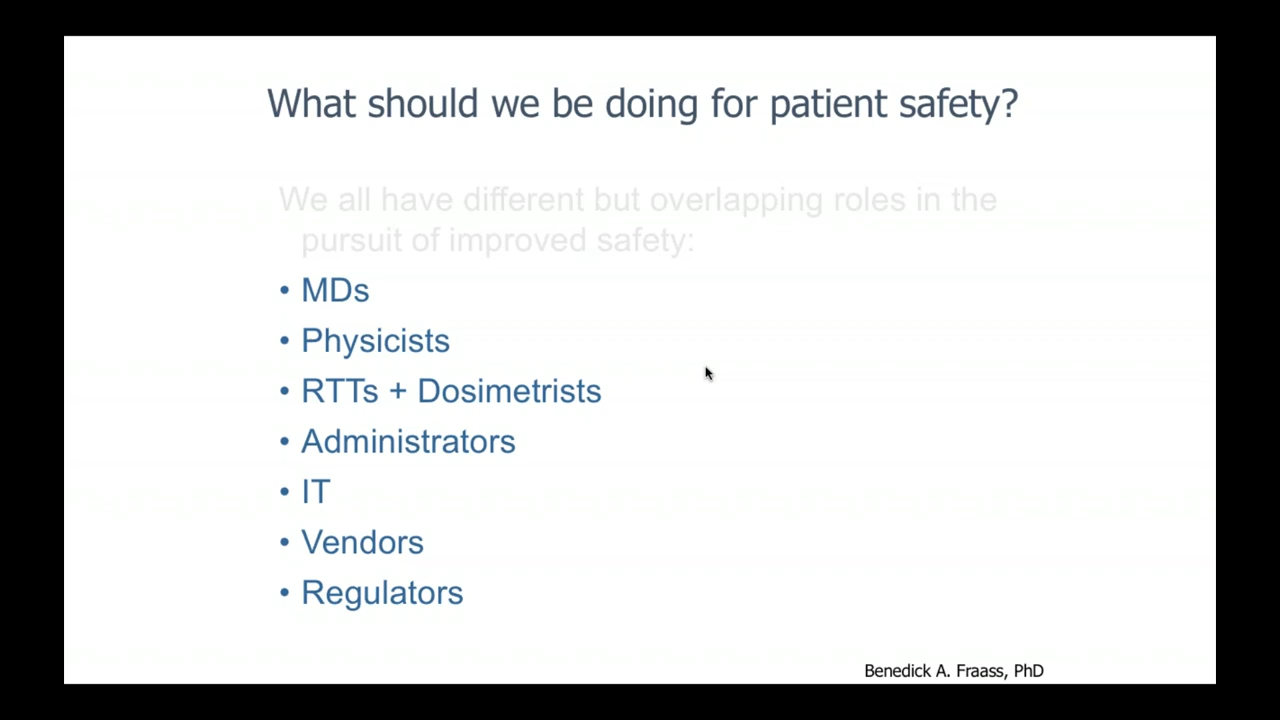 What should we be doing for patient safety?
We all have different but overlapping roles in the
pursuit of improved safety:
• MDs
• Physicists
• RTTs + Dosimetrists
• Administrators
• IT
• Vendors
• Regulators
Benedick A. Fraass, PhD